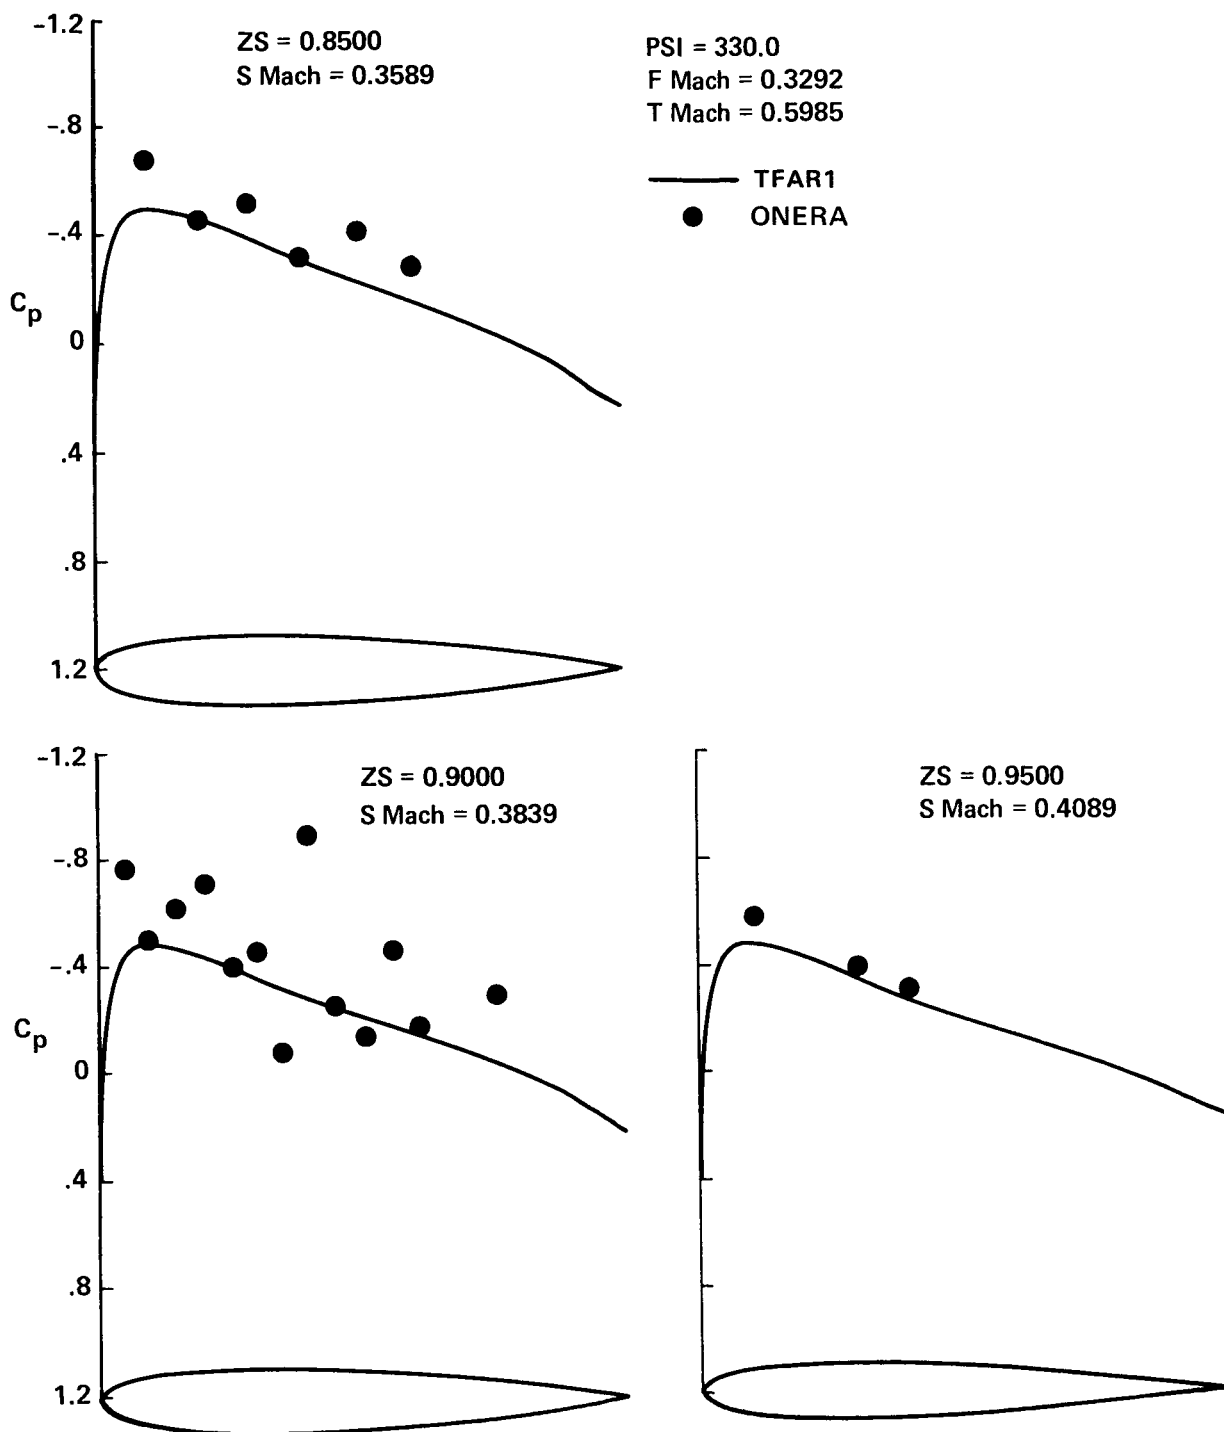 ZS = 0.8500
S Mach = 0.3589
PSI = 330.0
F Mach = 0.3292
T Mach = 0.5985
TFAR1
ONERA
-1.2
-.8
-.4
Cp
0
.4
.8
1.2
ZS = 0.9000
S Mach = 0.3839
-1.2
-.8
-.4
Cp
0
.4
.8
1.2
ZS = 0.9500
S Mach = 0.4089